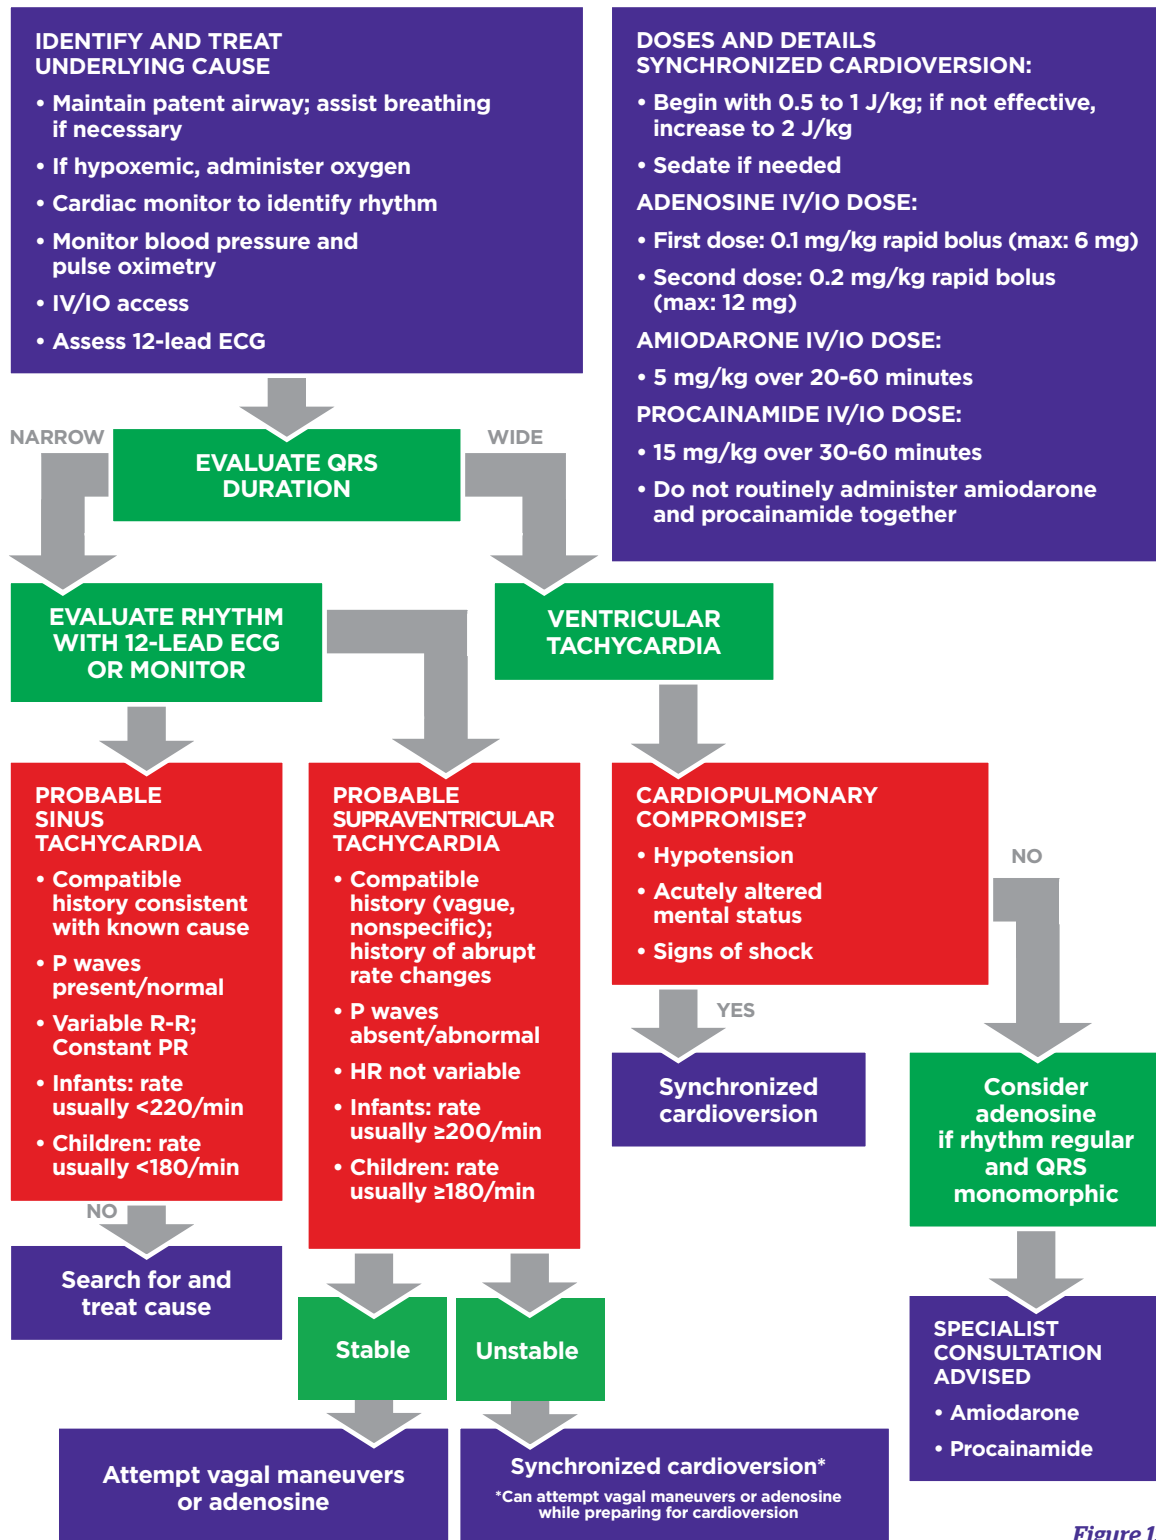 IDENTIFY AND TREAT
UNDERLYING CAUSE
• Maintain patent airway; assist breathing
if necessary
• If hypoxemic, administer oxygen
• Cardiac monitor to identify rhythm
• Monitor blood pressure and
pulse oximetry
• IV/IO access
• Assess 12-lead ECG
DOSES AND DETAILS
SYNCHRONIZED CARDIOVERSION:
• Begin with 0.5 to 1 J/kg; if not effective,
increase to 2 J/kg
• Sedate if needed
ADENOSINE IV/IO DOSE:
• First dose: 0.1 mg/kg rapid bolus (max: 6 mg)
• Second dose: 0.2 mg/kg rapid bolus
(max: 12 mg)
AMIODARONE IV/IO DOSE:
• 5 mg/kg over 20-60 minutes
PROCAINAMIDE IV/IO DOSE:
• 15 mg/kg over 30-60 minutes
• Do not routinely administer amiodarone
and procainamide together
NARROW
WIDE
EVALUATE QRS
DURATION
EVALUATE RHYTHM
WITH 12-LEAD ECG
OR MONITOR
VENTRICULAR
TACHYCARDIA
PROBABLE
SINUS
TACHYCARDIA
• Compatible
history consistent
with known cause
• P waves
present/normal
• Variable R-R;
Constant PR
• Infants: rate
usually <220/min
• Children: rate
usually <180/min
PROBABLE
SUPRAVENTRICULAR
TACHYCARDIA
• Compatible
history (vague,
nonspecific);
history of abrupt
rate changes
• P waves
absent/abnormal
• HR not variable
• Infants: rate
usually ≥200/min
• Children: rate
usually ≥180/min
CARDIOPULMONARY
COMPROMISE?
• Hypotension
• Acutely altered
mental status
• Signs of shock
NO
YES
Synchronized
cardioversion
Consider
adenosine
if rhythm regular
and QRS
monomorphic
NO
Search for and
treat cause
Stable
Unstable
SPECIALIST
CONSULTATION
ADVISED
• Amiodarone
• Procainamide
Attempt vagal maneuvers
or adenosine
Synchronized cardioversion*
*Can attempt vagal maneuvers or adenosine
while preparing for cardioversion
Figure 1